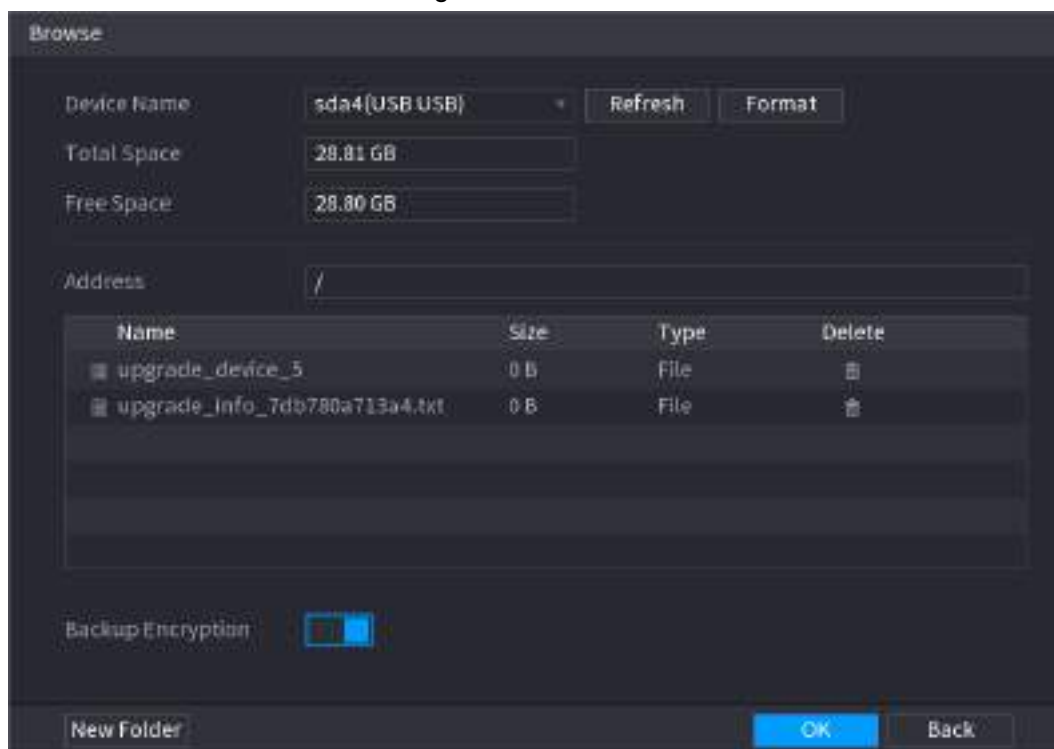 Browse
Device Name sda4(USB USB) Refresh Format
Total Space 28.81 GB
Free Space 28.80 GB
Address /
Name Size Type Delete
upgrade_device_5 0 B File
upgrade_info_7db780a713a4.txt 0 B File
Backup Encryption
New Folder OK Back